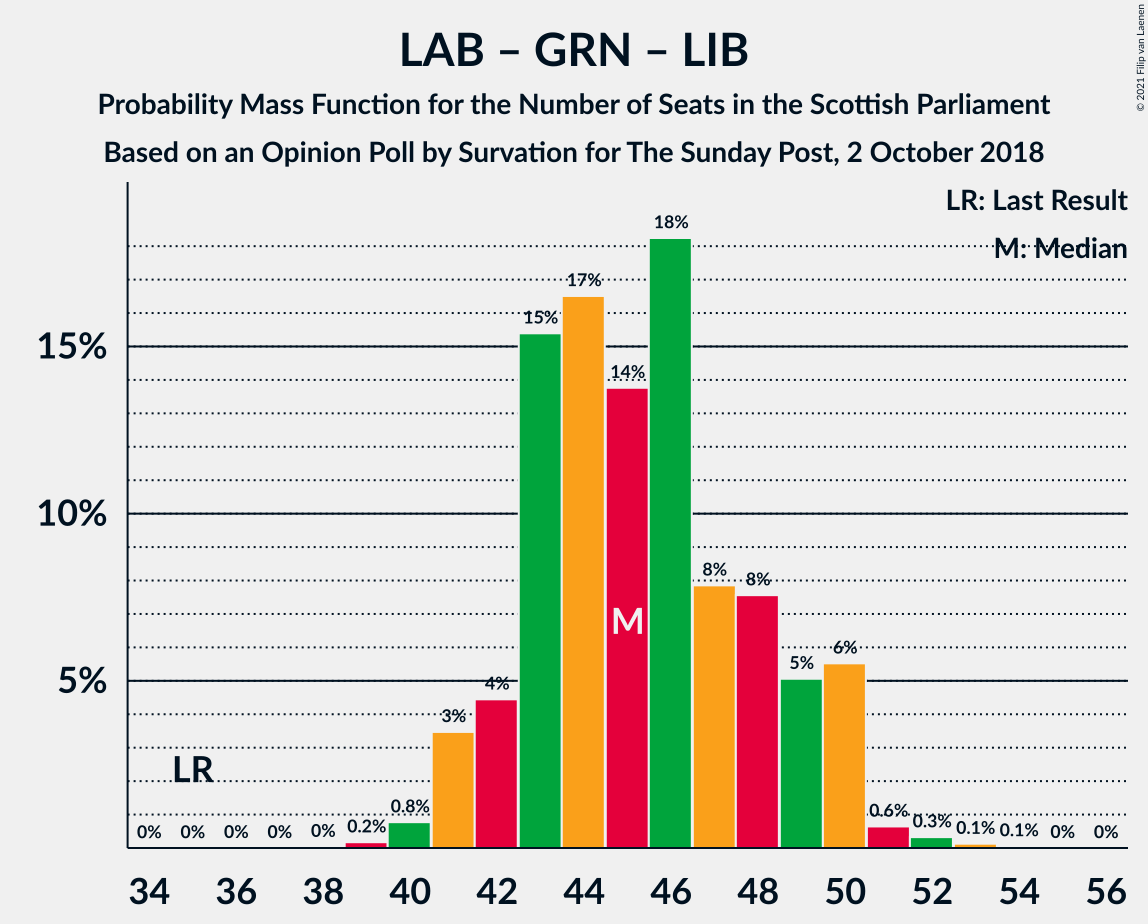 LAB – GRN – LIB
Probability Mass Function for the Number of Seats in the Scottish Parliament
Based on an Opinion Poll by Survation for The Sunday Post, 2 October 2018
© 2021 Filip van Laenen
LR: Last Result
M: Median
15%
10%
5%
LR
M
0%
0%
0%
0%
0%
0.2%
0.8%
3%
4%
15%
17%
14%
18%
8%
8%
5%
6%
0.6%
0.3%
0.1%
0.1%
0%
0%
34 36 38 40 42 44 46 48 50 52 54 56